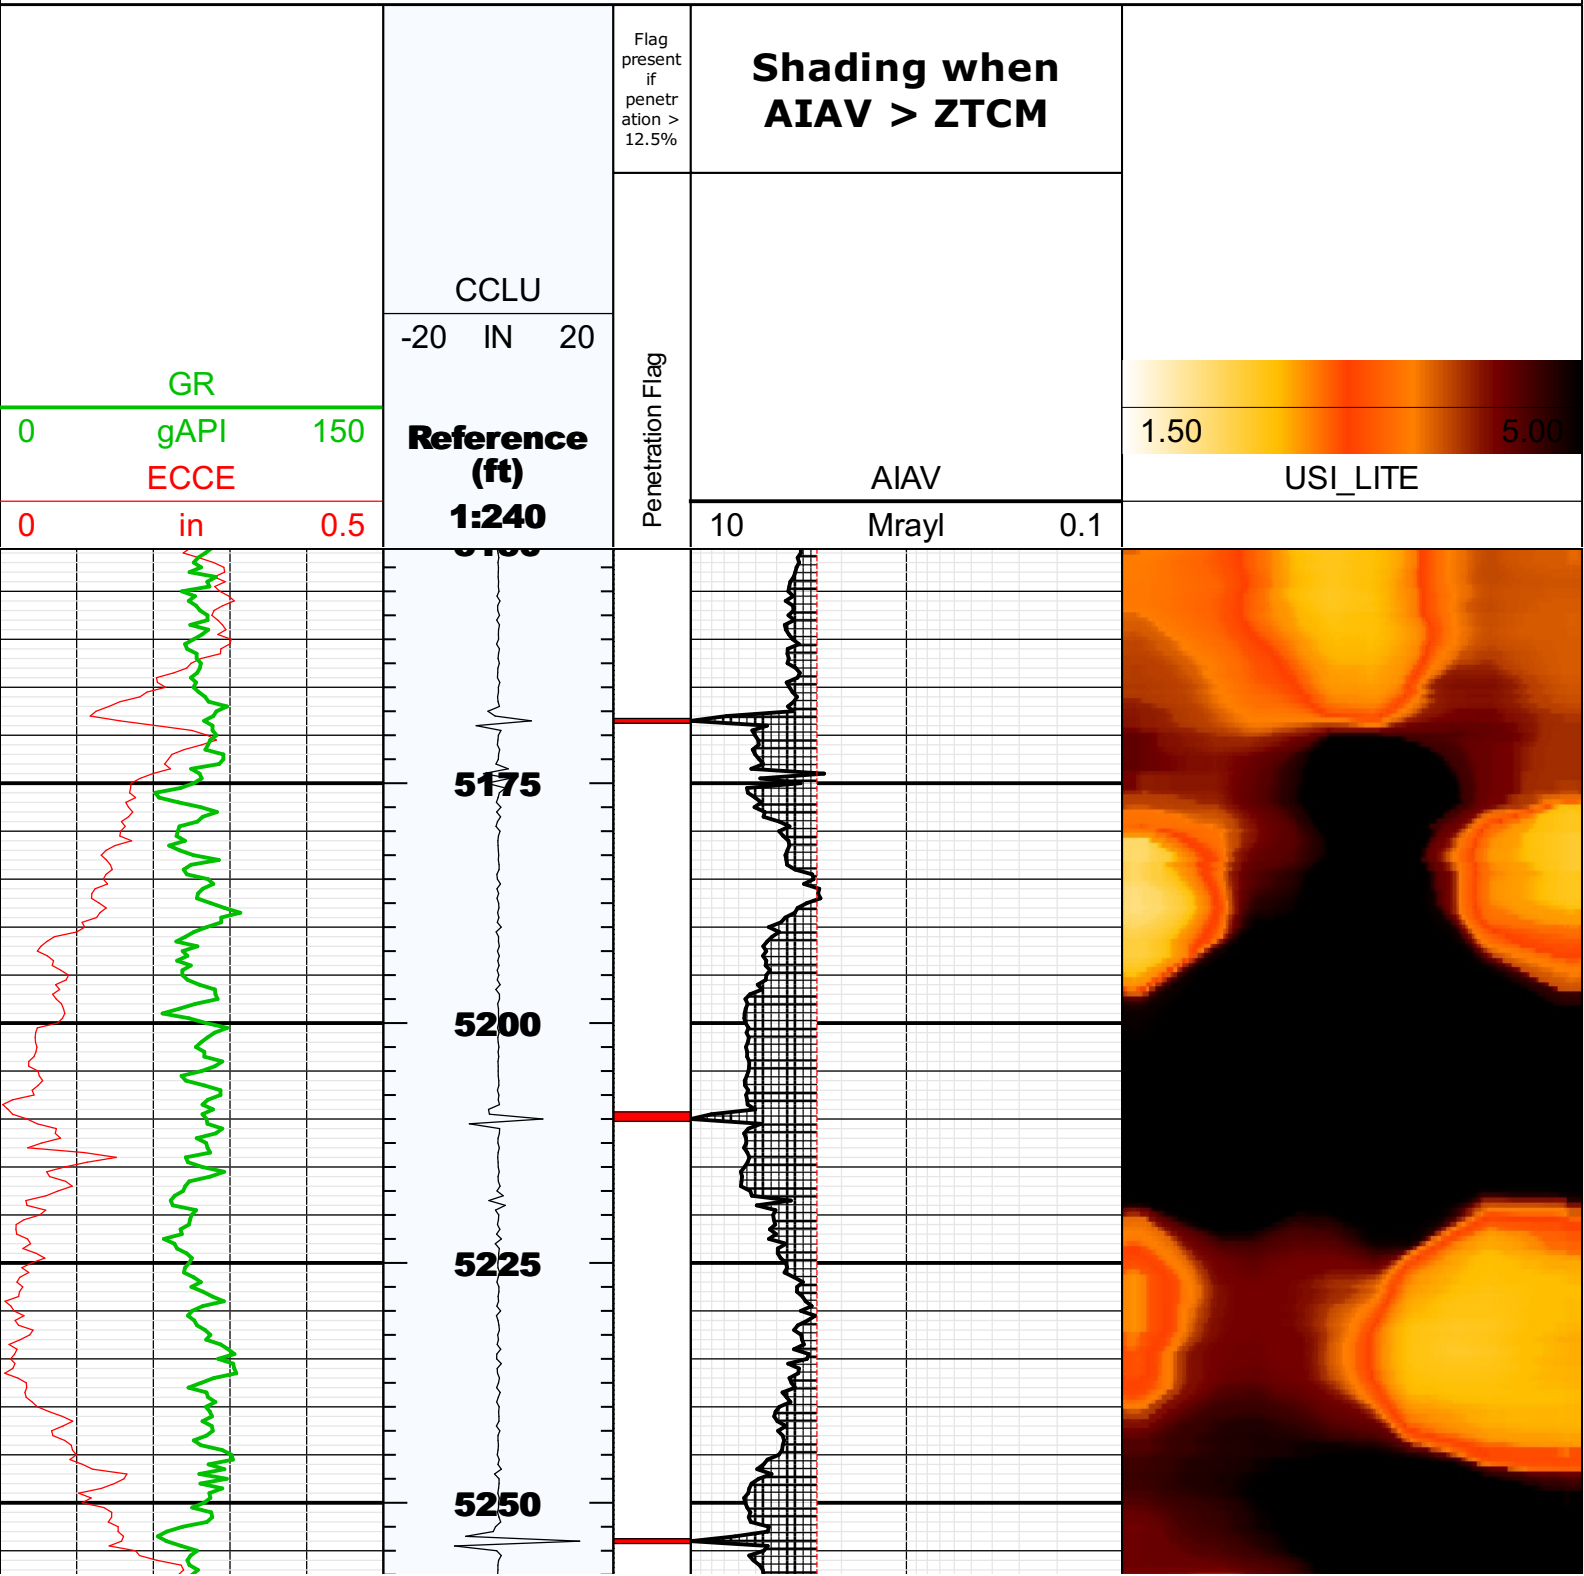 Flag
present
if
penetr
ation >
12.5%
Shading when
AIAV > ZTCM
CCLU
-20 IN 20
GR
0 gAPI 150
ECCE
0 in 0.5
Reference
(ft)
1:240
Penetration Flag
AIAV
10 Mrayl 0.1
1.50 5.00
USI_LITE
5175
5200
5225
5250